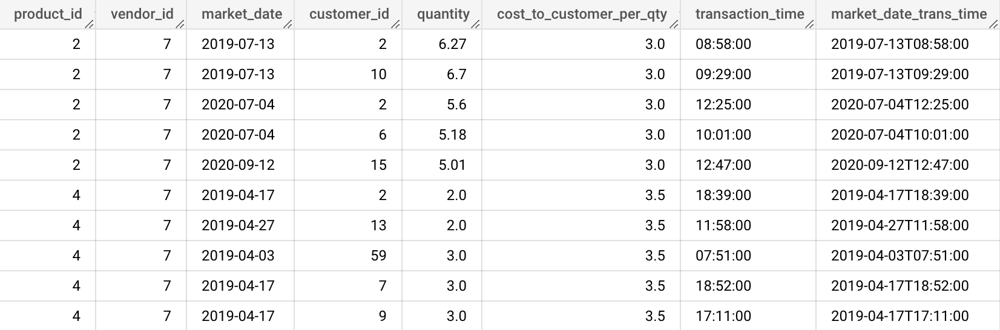 product_id vendor_id market_date customer_id quantity cost_to_customer_per_qty transaction_time market_date_trans_time
2 7 2019-07-13 2 6.27 3.0 08:58:00 2019-07-13T08:58:00
2 7 2019-07-13 10 6.7 3.0 09:29:00 2019-07-13T09:29:00
2 7 2020-07-04 2 5.6 3.0 12:25:00 2020-07-04T12:25:00
2 7 2020-07-04 6 5.18 3.0 10:01:00 2020-07-04T10:01:00
2 7 2020-09-12 15 5.01 3.0 12:47:00 2020-09-12T12:47:00
4 7 2019-04-17 2 2.0 3.5 18:39:00 2019-04-17T18:39:00
4 7 2019-04-27 13 2.0 3.5 11:58:00 2019-04-27T11:58:00
4 7 2019-04-03 59 3.0 3.5 07:51:00 2019-04-03T07:51:00
4 7 2019-04-17 7 3.0 3.5 18:52:00 2019-04-17T18:52:00
4 7 2019-04-17 9 3.0 3.5 17:11:00 2019-04-17T17:11:00